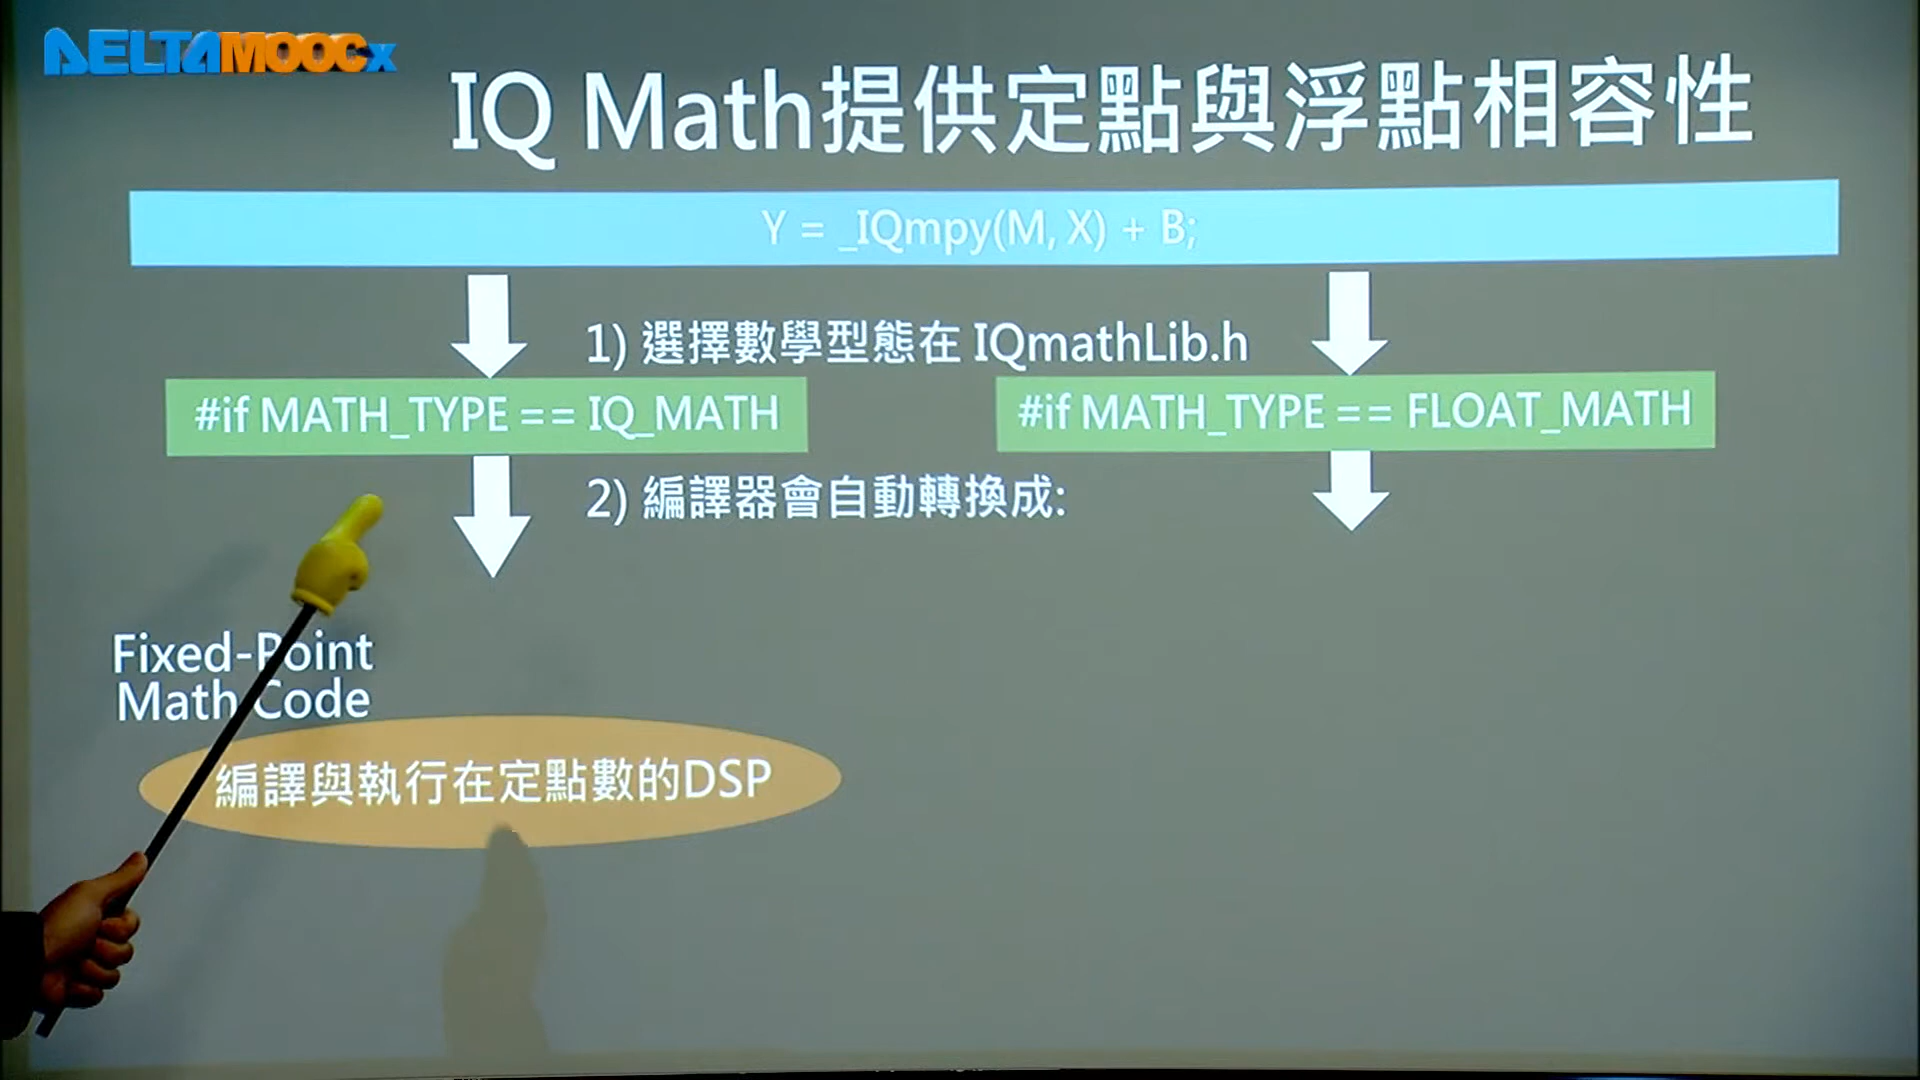 DELTAMOOCx
IQ Math提供定點與浮點相容性
Y = _IQmpy(M, X) + B;
1) 選擇數學型態在 IQmathLib.h
#if MATH_TYPE == IQ_MATH
#if MATH_TYPE == FLOAT_MATH
2) 編譯器會自動轉換成:
Fixed-Point
Math Code
編譯與執行在定點數的DSP